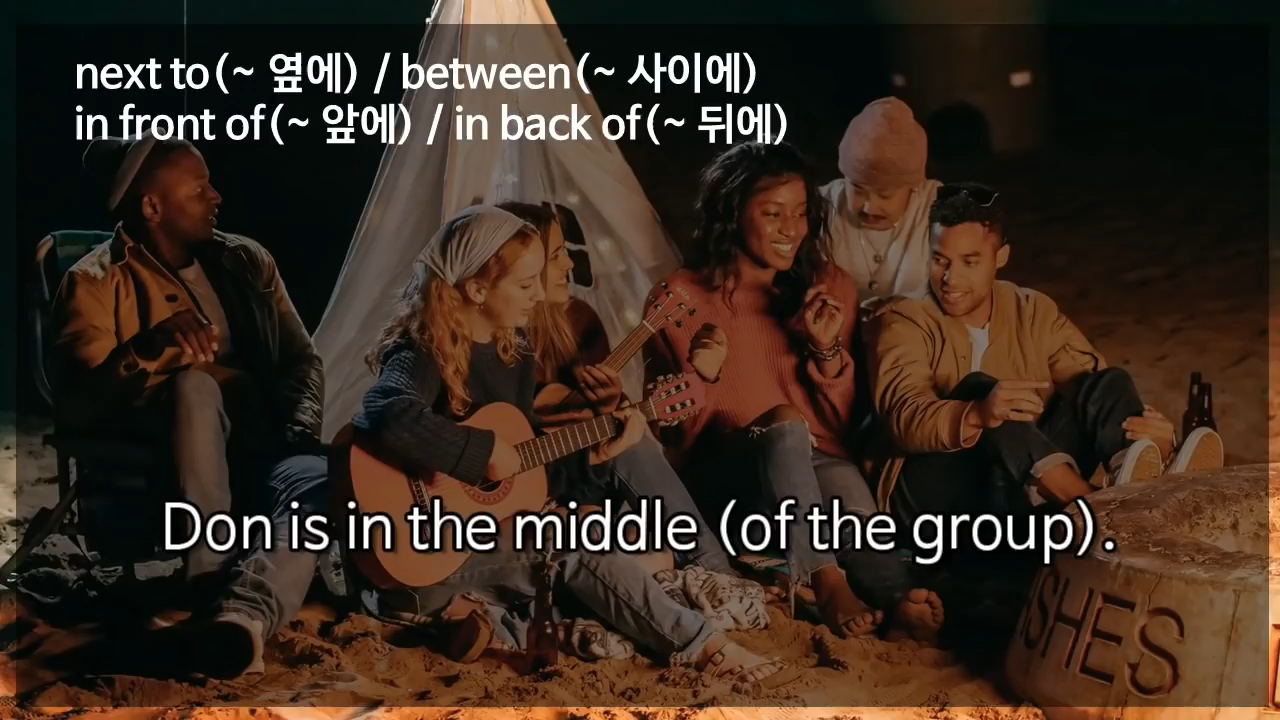 next to(~ 옆에) / between(~ 사이에)
in front of(~ 앞에) / in back of(~ 뒤에)
Don is in the middle (of the group).
SHES